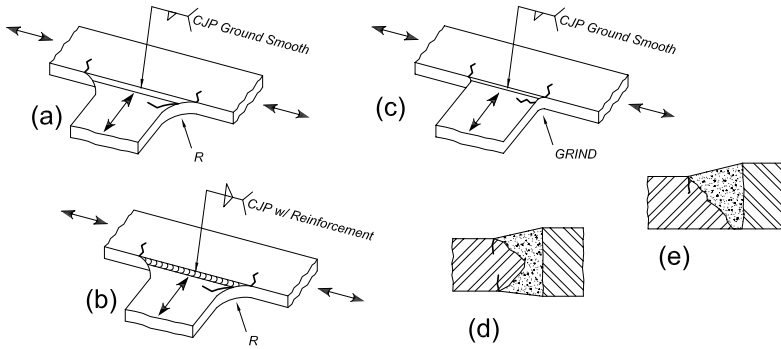 CJP Ground Smooth
(a)
R
CJP Ground Smooth
(c)
GRIND
CJP w/ Reinforcement
(b)
R
(d)
(e)